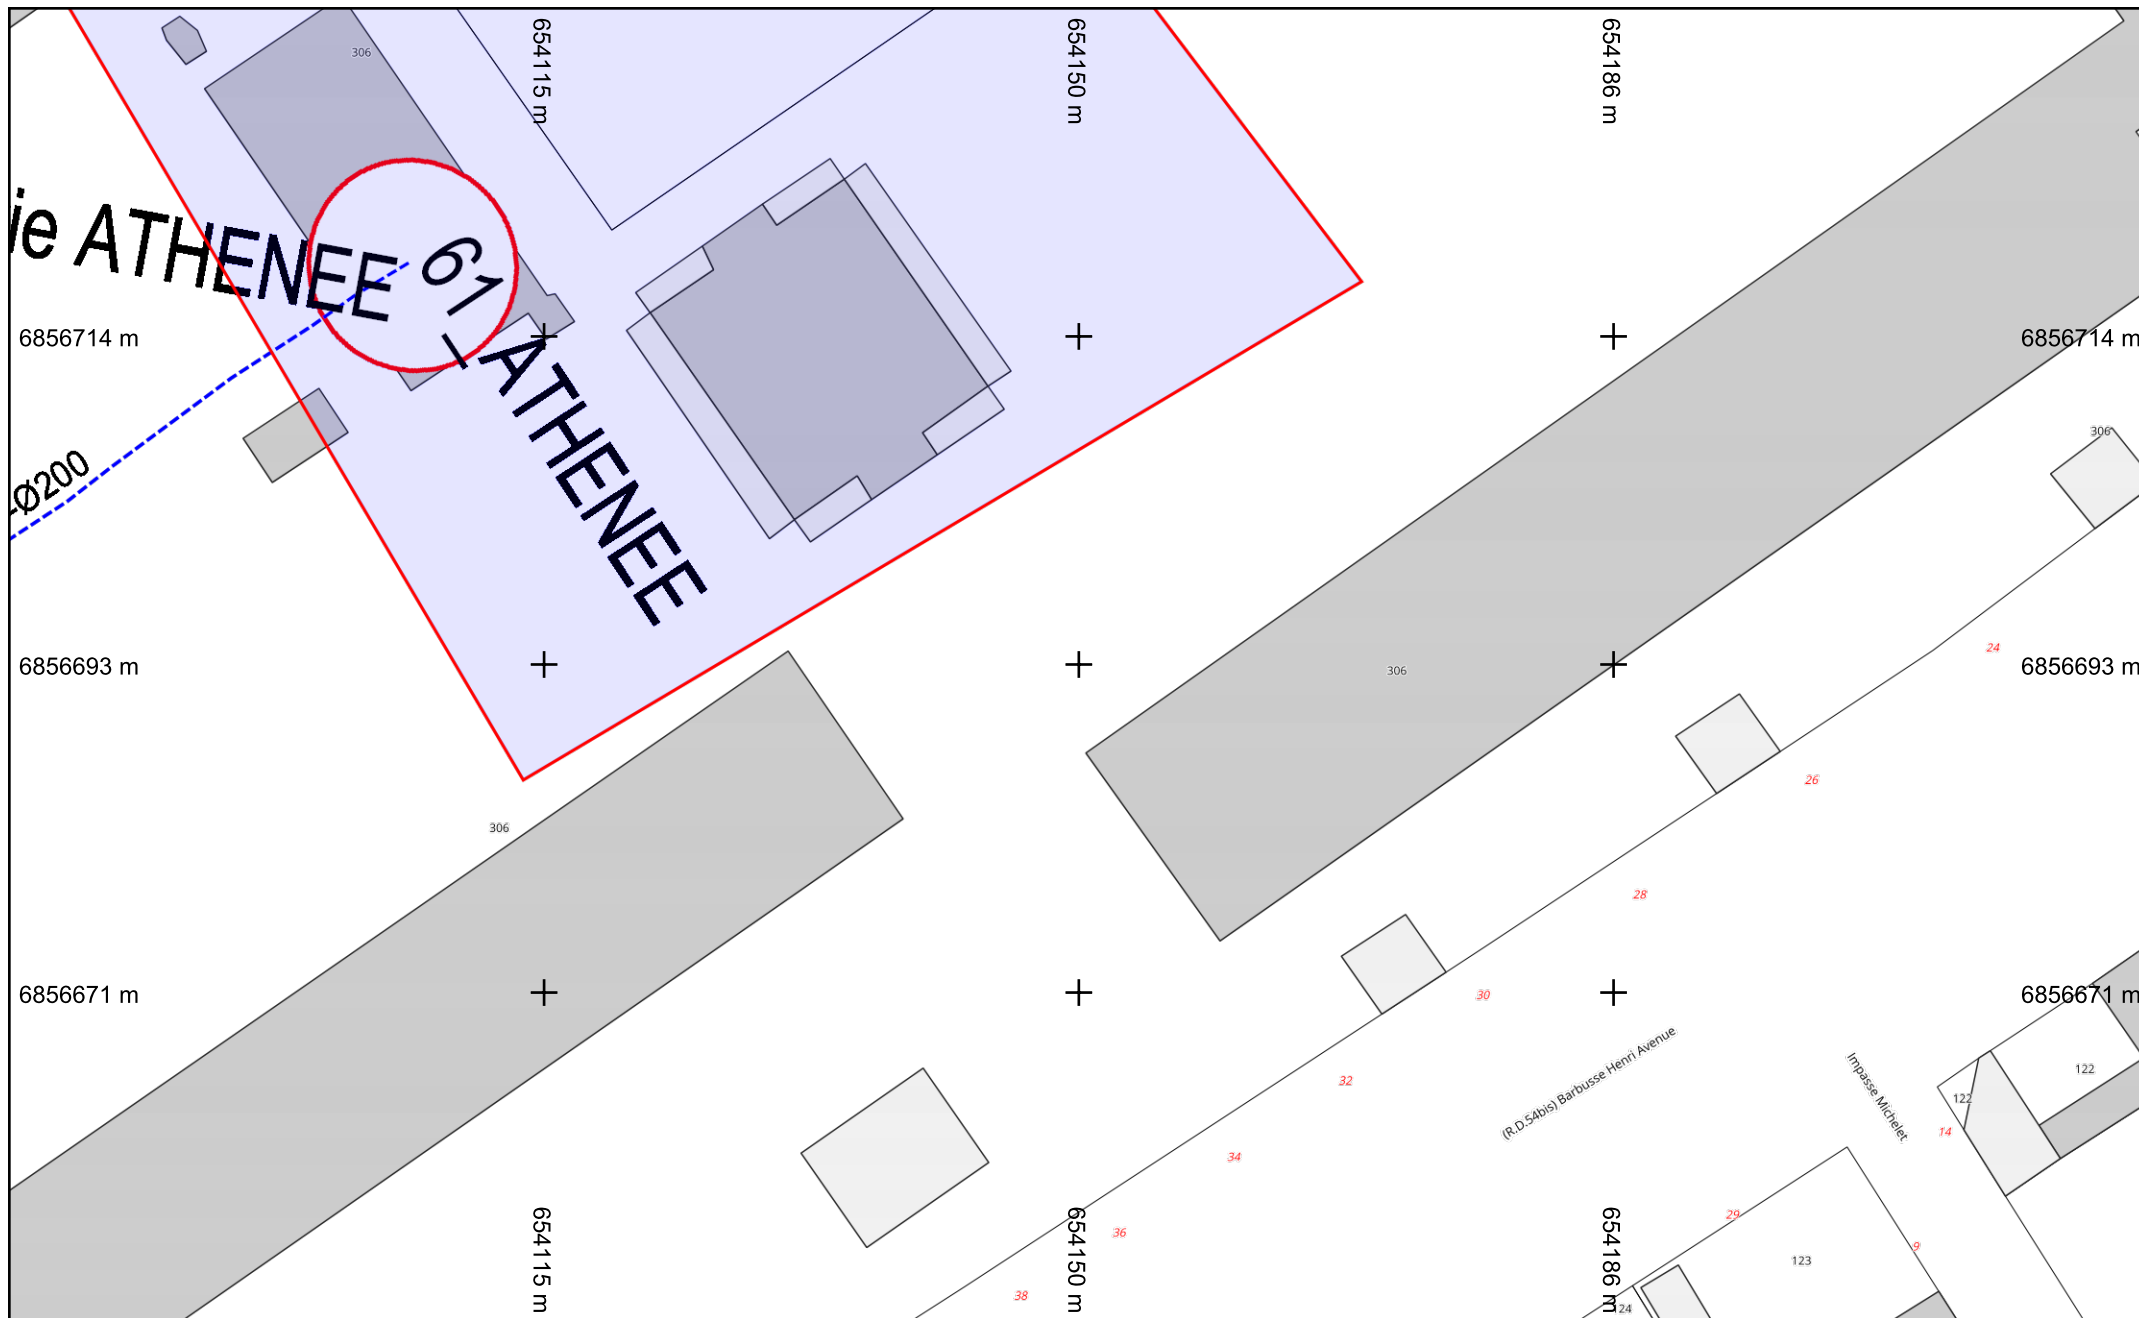 654115 m
654150 m
654186 m
306
ie ATHENEE
61
- ATHENEE
6856714 m
6856714 m
306
-Ø200
24
6856693 m
6856693 m
306
26
306
28
6856671 m
6856671 m
30
(R.D.54bis) Barbusse Henri Avenue
Impasse Michelet
122
122
14
32
34
29
36
9
123
38
124
654115 m
654150 m
654186 m